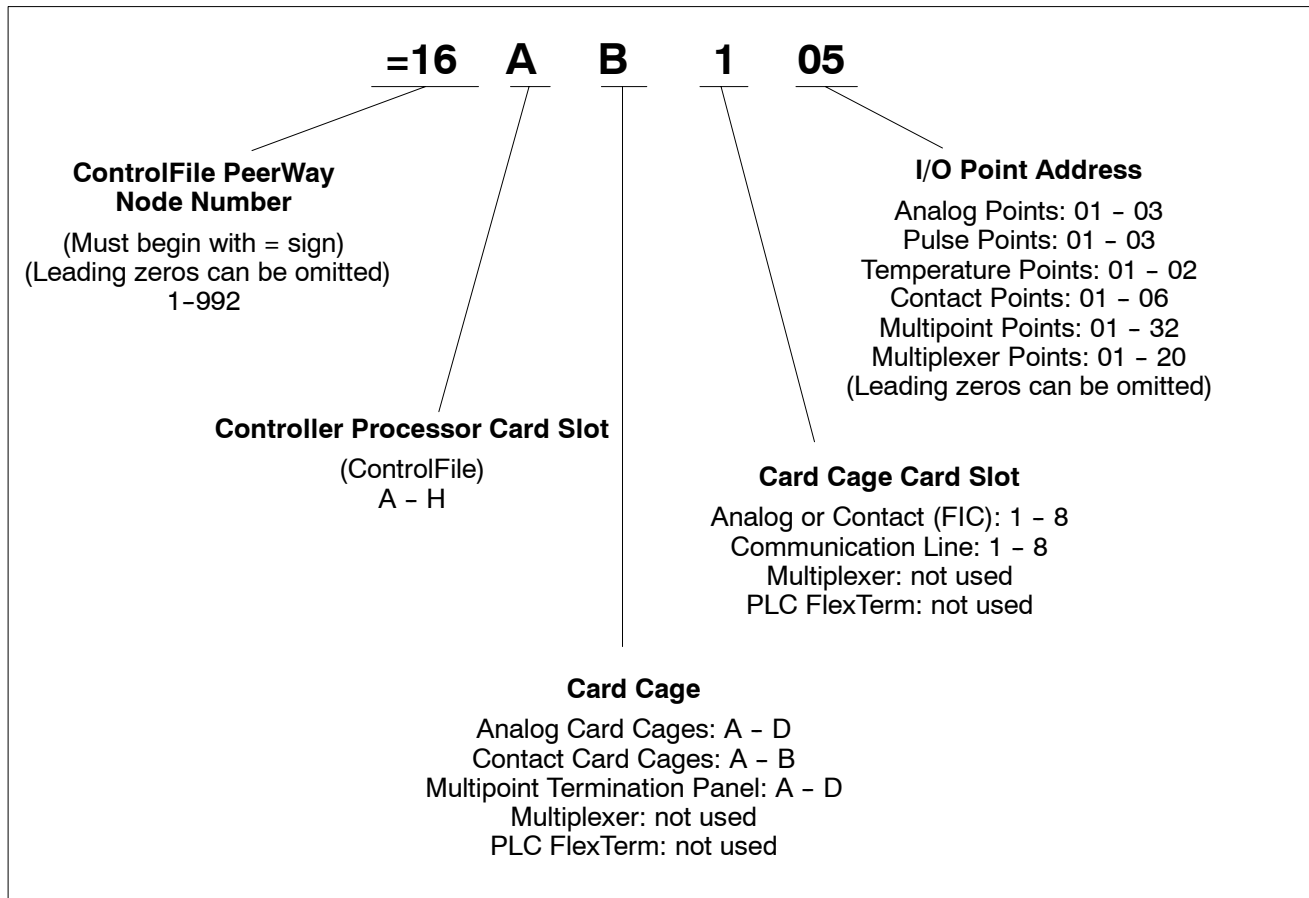 =16 A B 1 05
ControlFile PeerWay
Node Number
(Must begin with = sign)
(Leading zeros can be omitted)
1–992
I/O Point Address
Analog Points: 01 – 03
Pulse Points: 01 – 03
Temperature Points: 01 – 02
Contact Points: 01 – 06
Multipoint Points: 01 – 32
Multiplexer Points: 01 – 20
(Leading zeros can be omitted)
Controller Processor Card Slot
(ControlFile)
A – H
Card Cage Card Slot
Analog or Contact (FIC): 1 – 8
Communication Line: 1 – 8
Multiplexer: not used
PLC FlexTerm: not used
Card Cage
Analog Card Cages: A – D
Contact Card Cages: A – B
Multipoint Termination Panel: A – D
Multiplexer: not used
PLC FlexTerm: not used